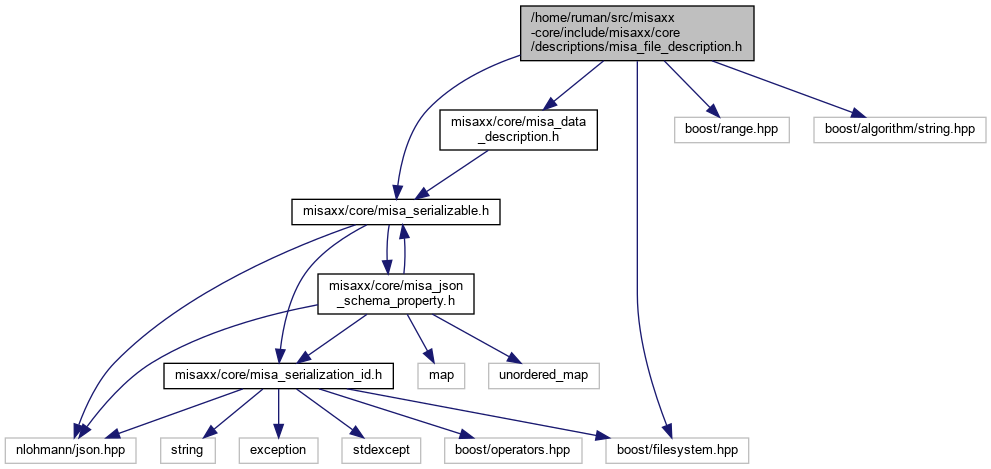 /home/ruman/src/misaxx
-core/include/misaxx/core
/descriptions/misa_file_description.h
misaxx/core/misa_data
_description.h
boost/range.hpp
boost/algorithm/string.hpp
misaxx/core/misa_serializable.h
misaxx/core/misa_json
_schema_property.h
misaxx/core/misa_serialization_id.h
map
unordered_map
nlohmann/json.hpp
string
exception
stdexcept
boost/operators.hpp
boost/filesystem.hpp